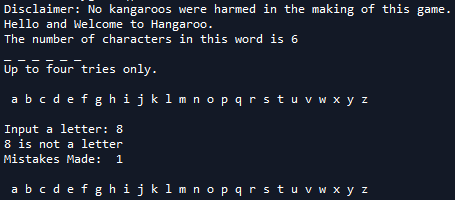 Disclaimer: No kangaroos were harmed in the making of this game.
Hello and Welcome to Hangaroo.
The number of characters in this word is 6
_ _ _ _ _ _
Up to four tries only.
a b c d e f g h i j k l m n o p q r s t u v w x y z
Input a letter: 8
8 is not a letter
Mistakes Made:  1
a b c d e f g h i j k l m n o p q r s t u v w x y z